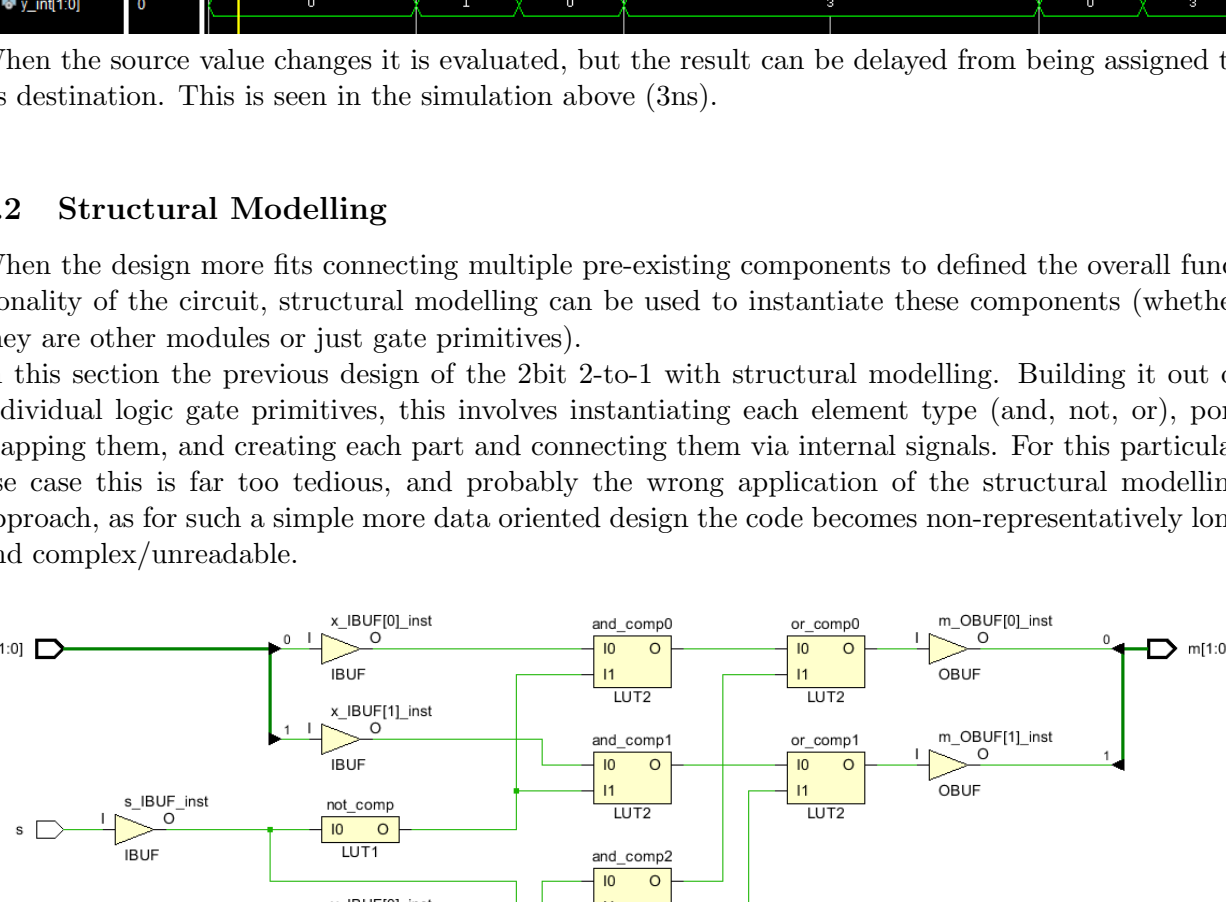 y_int[1:0] 0 0 1 0 3 0 3
When the source value changes it is evaluated, but the result can be delayed from being assigned t
s destination. This is seen in the simulation above (3ns).
.2 Structural Modelling
When the design more fits connecting multiple pre-existing components to defined the overall func
onality of the circuit, structural modelling can be used to instantiate these components (whethe
hey are other modules or just gate primitives).
n this section the previous design of the 2bit 2-to-1 with structural modelling. Building it out o
dividual logic gate primitives, this involves instantiating each element type (and, not, or), por
apping them, and creating each part and connecting them via internal signals. For this particula
se case this is far too tedious, and probably the wrong application of the structural modellin
pproach, as for such a simple more data oriented design the code becomes non-representatively lon
nd complex/unreadable.
x_IBUF[0]_inst and_comp0 or_comp0 m_OBUF[0]_inst
1:0] 0 I O I0 O I0 O I O 0 m[1:0
IBUF I1 I1 OBUF
LUT2 LUT2
x_IBUF[1]_inst and_comp1 or_comp1 m_OBUF[1]_inst
1 I O I0 O I0 O I O 1
IBUF I1 I1 OBUF
LUT2 LUT2
s_IBUF_inst not_comp
s I O I0 O
IBUF LUT1
and_comp2
I0 O